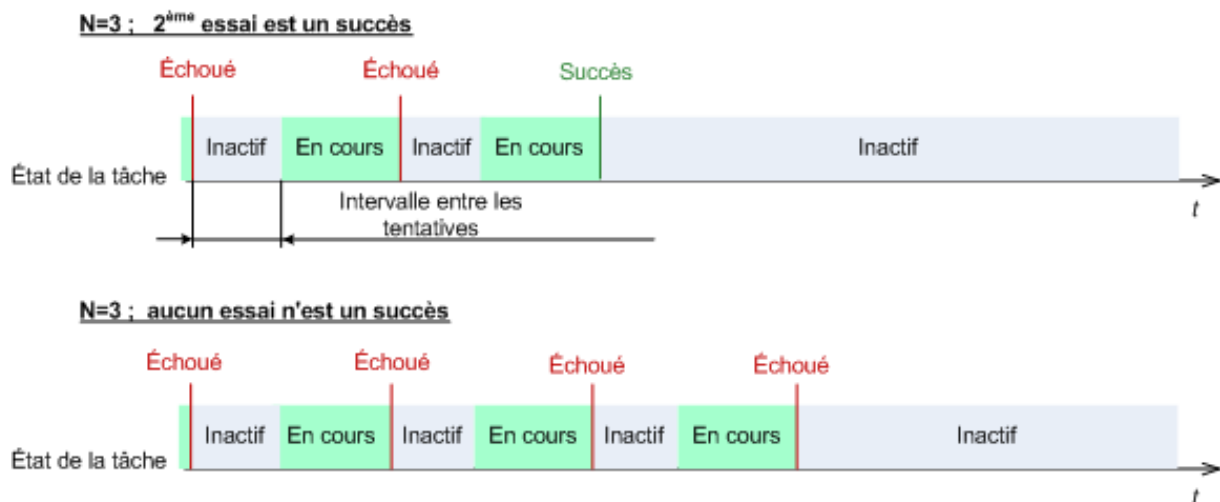 N=3 ; 2ème essai est un succès
Échoué Échoué Succès
Inactif En cours Inactif En cours Inactif
État de la tâche
Intervalle entre les
tentatives
t
N=3 ; aucun essai n'est un succès
Échoué Échoué Échoué Échoué
Inactif En cours Inactif En cours Inactif En cours Inactif
État de la tâche
t